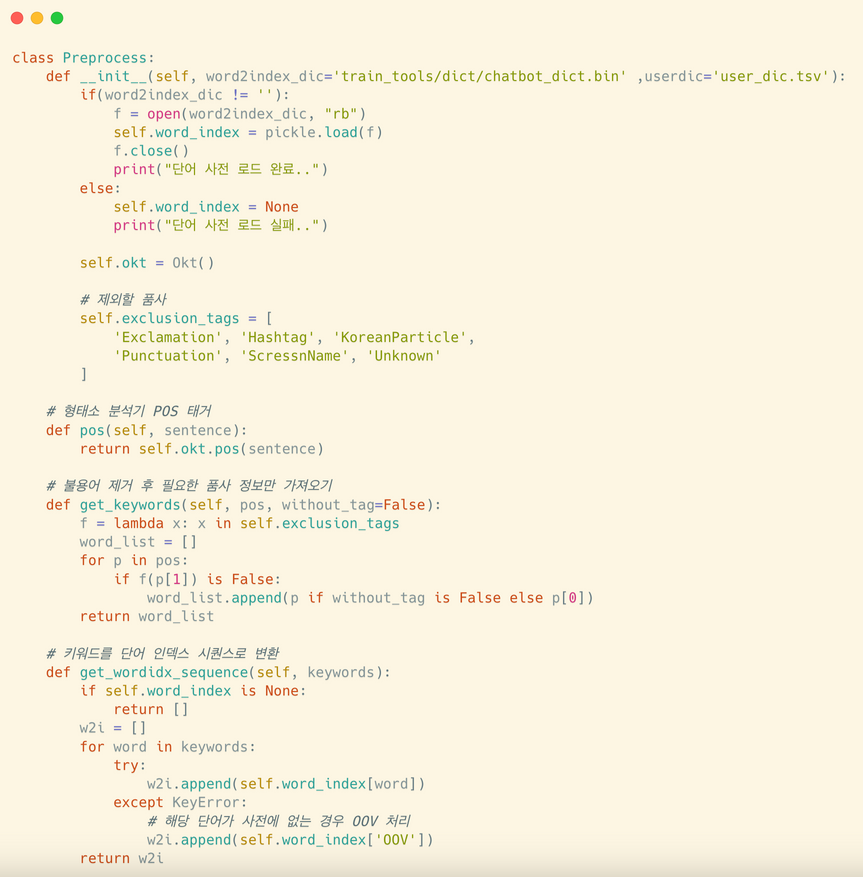 class Preprocess:
    def __init__(self, word2index_dic='train_tools/dict/chatbot_dict.bin' ,userdic='user_dic.tsv'):
        if(word2index_dic != ''):
            f = open(word2index_dic, "rb")
            self.word_index = pickle.load(f)
            f.close()
            print("단어 사전 로드 완료..")
        else:
            self.word_index = None
            print("단어 사전 로드 실패..")

        self.okt = Okt()

        # 제외할 품사
        self.exclusion_tags = [
            'Exclamation', 'Hashtag', 'KoreanParticle',
            'Punctuation', 'ScressnName', 'Unknown'
        ]

    # 형태소 분석기 POS 태거
    def pos(self, sentence):
        return self.okt.pos(sentence)

    # 불용어 제거 후 필요한 품사 정보만 가져오기
    def get_keywords(self, pos, without_tag=False):
        f = lambda x: x in self.exclusion_tags
        word_list = []
        for p in pos:
            if f(p[1]) is False:
                word_list.append(p if without_tag is False else p[0])
        return word_list

    # 키워드를 단어 인덱스 시퀀스로 변환
    def get_wordidx_sequence(self, keywords):
        if self.word_index is None:
            return []
        w2i = []
        for word in keywords:
            try:
                w2i.append(self.word_index[word])
            except KeyError:
                # 해당 단어가 사전에 없는 경우 OOV 처리
                w2i.append(self.word_index['OOV'])
        return w2i